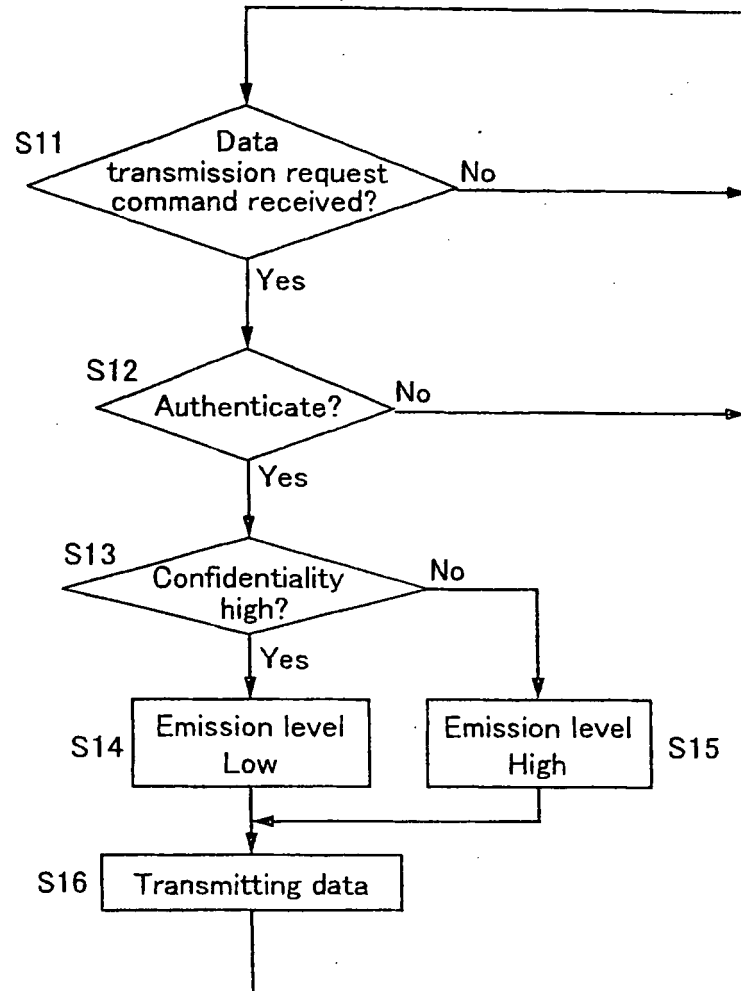 S11
Data
transmission request
command received?
No
Yes
S12
Authenticate?
No
Yes
S13
Confidentiality
high?
No
Yes
S14
Emission level
Low
Emission level
High
S15
S16
Transmitting data